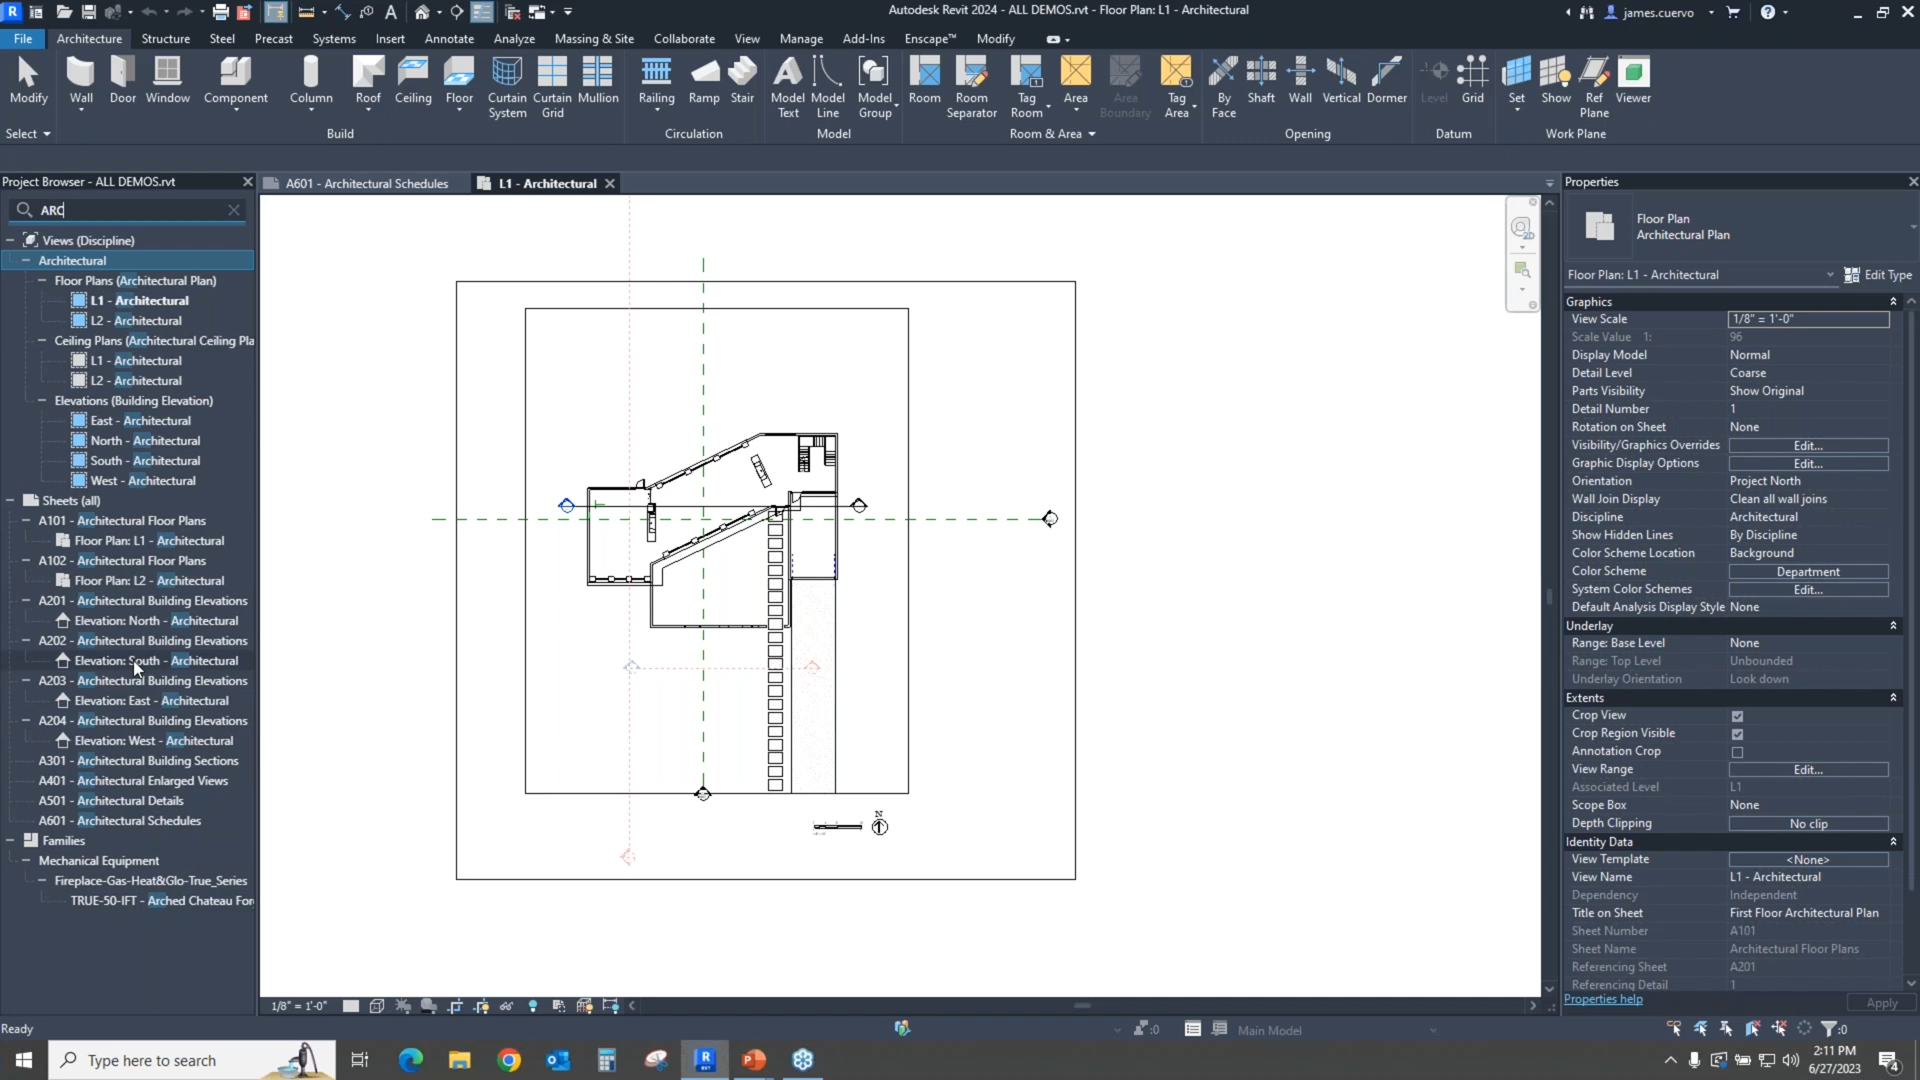 Autodesk Revit 2024 - ALL DEMOS.rvt - Floor Plan: L1 - Architectural
james.cuervo
File Architecture Structure Steel Precast Systems Insert Annotate Analyze Massing & Site Collaborate View Manage Add-Ins Enscape™ Modify
Modify Wall Door Window Component Column Roof Ceiling Floor Curtain System Curtain Grid Mullion Railing Ramp Stair Model Text Model Line Model Group Room Room Separator Tag Room Area Area Boundary Tag Area By Face Shaft Wall Vertical Dormer Level Grid Set Show Ref Plane Viewer
Select Build Circulation Model Room & Area Opening Datum Work Plane
Project Browser - ALL DEMOS.rvt
ARC
Views (Discipline)
Architectural
Floor Plans (Architectural Plan)
L1 - Architectural
L2 - Architectural
Ceiling Plans (Architectural Ceiling Pla
L1 - Architectural
L2 - Architectural
Elevations (Building Elevation)
East - Architectural
North - Architectural
South - Architectural
West - Architectural
Sheets (all)
A101 - Architectural Floor Plans
Floor Plan: L1 - Architectural
A102 - Architectural Floor Plans
Floor Plan: L2 - Architectural
A201 - Architectural Building Elevations
Elevation: North - Architectural
A202 - Architectural Building Elevations
Elevation: South - Architectural
A203 - Architectural Building Elevations
Elevation: East - Architectural
A204 - Architectural Building Elevations
Elevation: West - Architectural
A301 - Architectural Building Sections
A401 - Architectural Enlarged Views
A501 - Architectural Details
A601 - Architectural Schedules
Families
Mechanical Equipment
Fireplace-Gas-Heat&Glo-True_Series
TRUE-50-IFT - Arched Chateau For
A601 - Architectural Schedules
L1 - Architectural
N
1/8" = 1'-0"
Properties
Floor Plan
Architectural Plan
Floor Plan: L1 - Architectural Edit Type
Graphics
View Scale 1/8" = 1'-0"
Scale Value 1: 96
Display Model Normal
Detail Level Coarse
Parts Visibility Show Original
Detail Number 1
Rotation on Sheet None
Visibility/Graphics Overrides Edit...
Graphic Display Options Edit...
Orientation Project North
Wall Join Display Clean all wall joins
Discipline Architectural
Show Hidden Lines By Discipline
Color Scheme Location Background
Color Scheme Department
System Color Schemes Edit...
Default Analysis Display Style None
Underlay
Range: Base Level None
Range: Top Level Unbounded
Underlay Orientation Look down
Extents
Crop View
Crop Region Visible
Annotation Crop
View Range Edit...
Associated Level L1
Scope Box None
Depth Clipping No clip
Identity Data
View Template <None>
View Name L1 - Architectural
Dependency Independent
Title on Sheet First Floor Architectural Plan
Sheet Number A101
Sheet Name Architectural Floor Plans
Referencing Sheet A201
Referencing Detail 1
Properties help Apply
Ready
:0
Main Model
:0
Type here to search
2:11 PM
6/27/2023
4